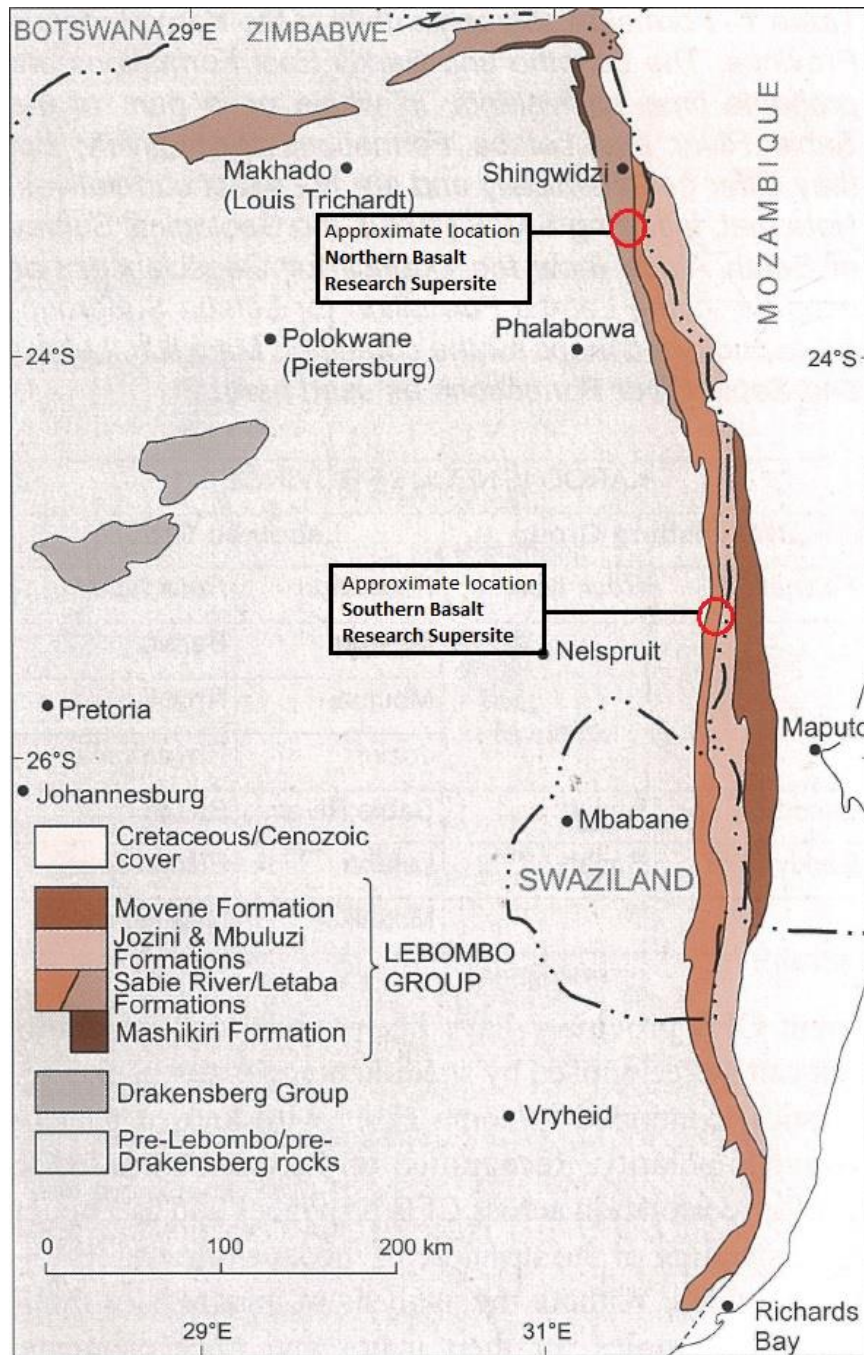 BOTSWANA
29°E
ZIMBABWE
MOZAMBIQUE
Makhado
(Louis Trichardt)
Shingwidzi
Approximate location
Northern Basalt
Research Supersite
Polokwane
(Pietersburg)
Phalaborwa
24°S
24°S
Approximate location
Southern Basalt
Research Supersite
Nelspruit
Pretoria
Maputo
26°S
Johannesburg
Mbabane
SWAZILAND
Cretaceous/Cenozoic
cover
Movene Formation
Jozini & Mbuluzi
Formations
Sabie River/Letaba
Formations
Mashikiri Formation
LEBOMBO
GROUP
Drakensberg Group
Pre-Lebombo/pre-
Drakensberg rocks
Vryheid
0
100
200 km
29°E
31°E
Richards
Bay